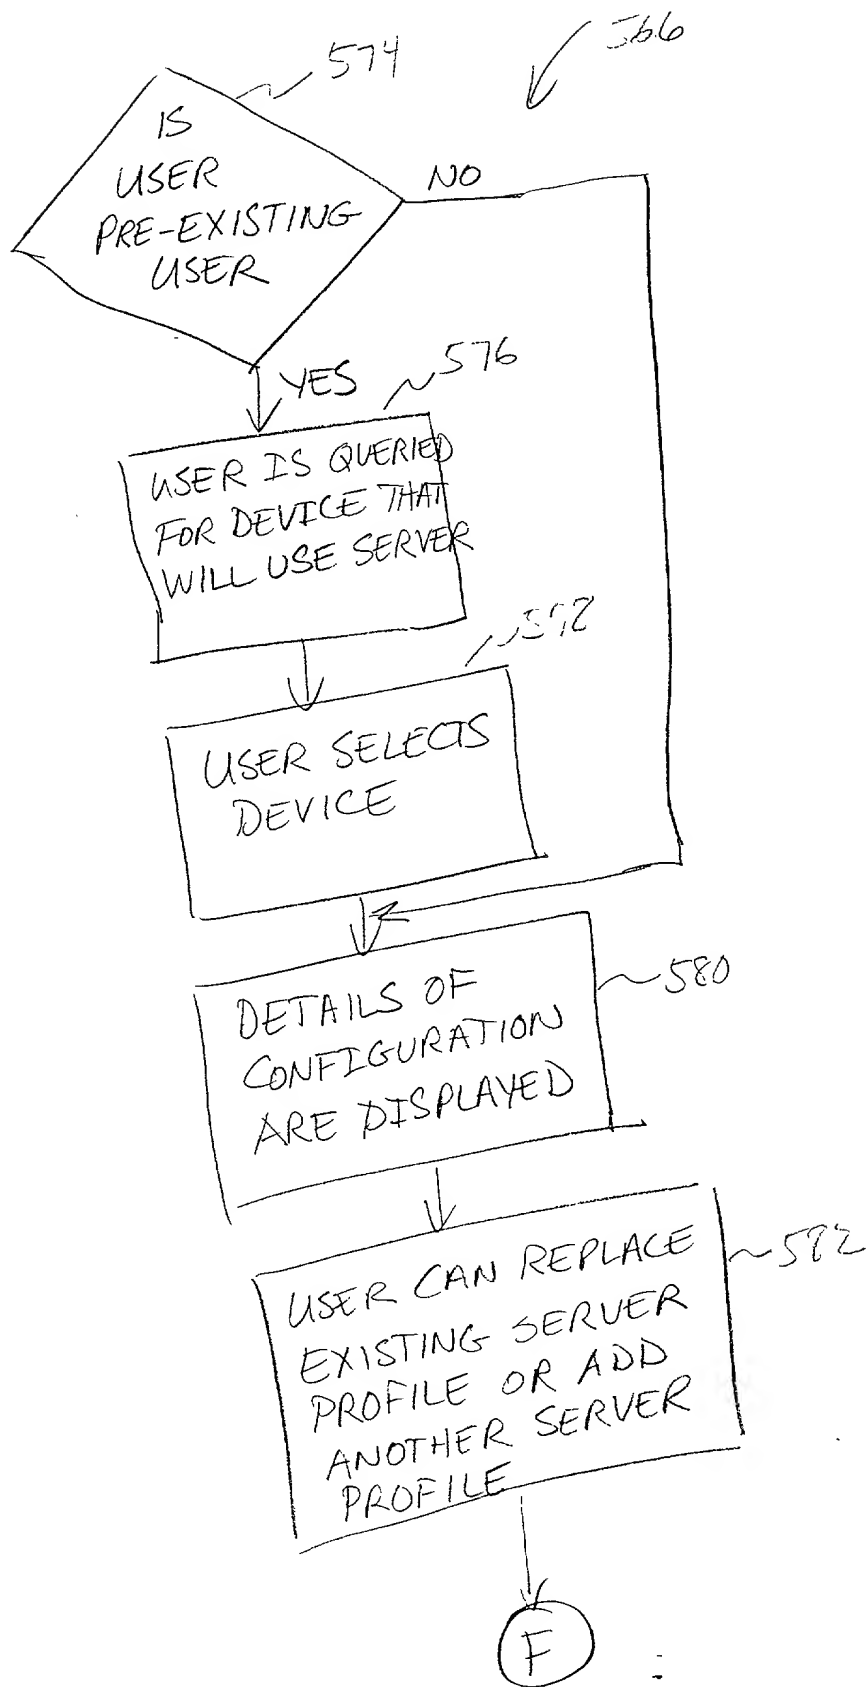 574
566
IS
USER
PRE-EXISTING
USER
NO
YES
576
USER IS QUERIED
FOR DEVICE THAT
WILL USE SERVER
USER SELECTS
DEVICE
DETAILS OF
CONFIGURATION
ARE DISPLAYED
580
USER CAN REPLACE
EXISTING SERVER
PROFILE OR ADD
ANOTHER SERVER
PROFILE
F